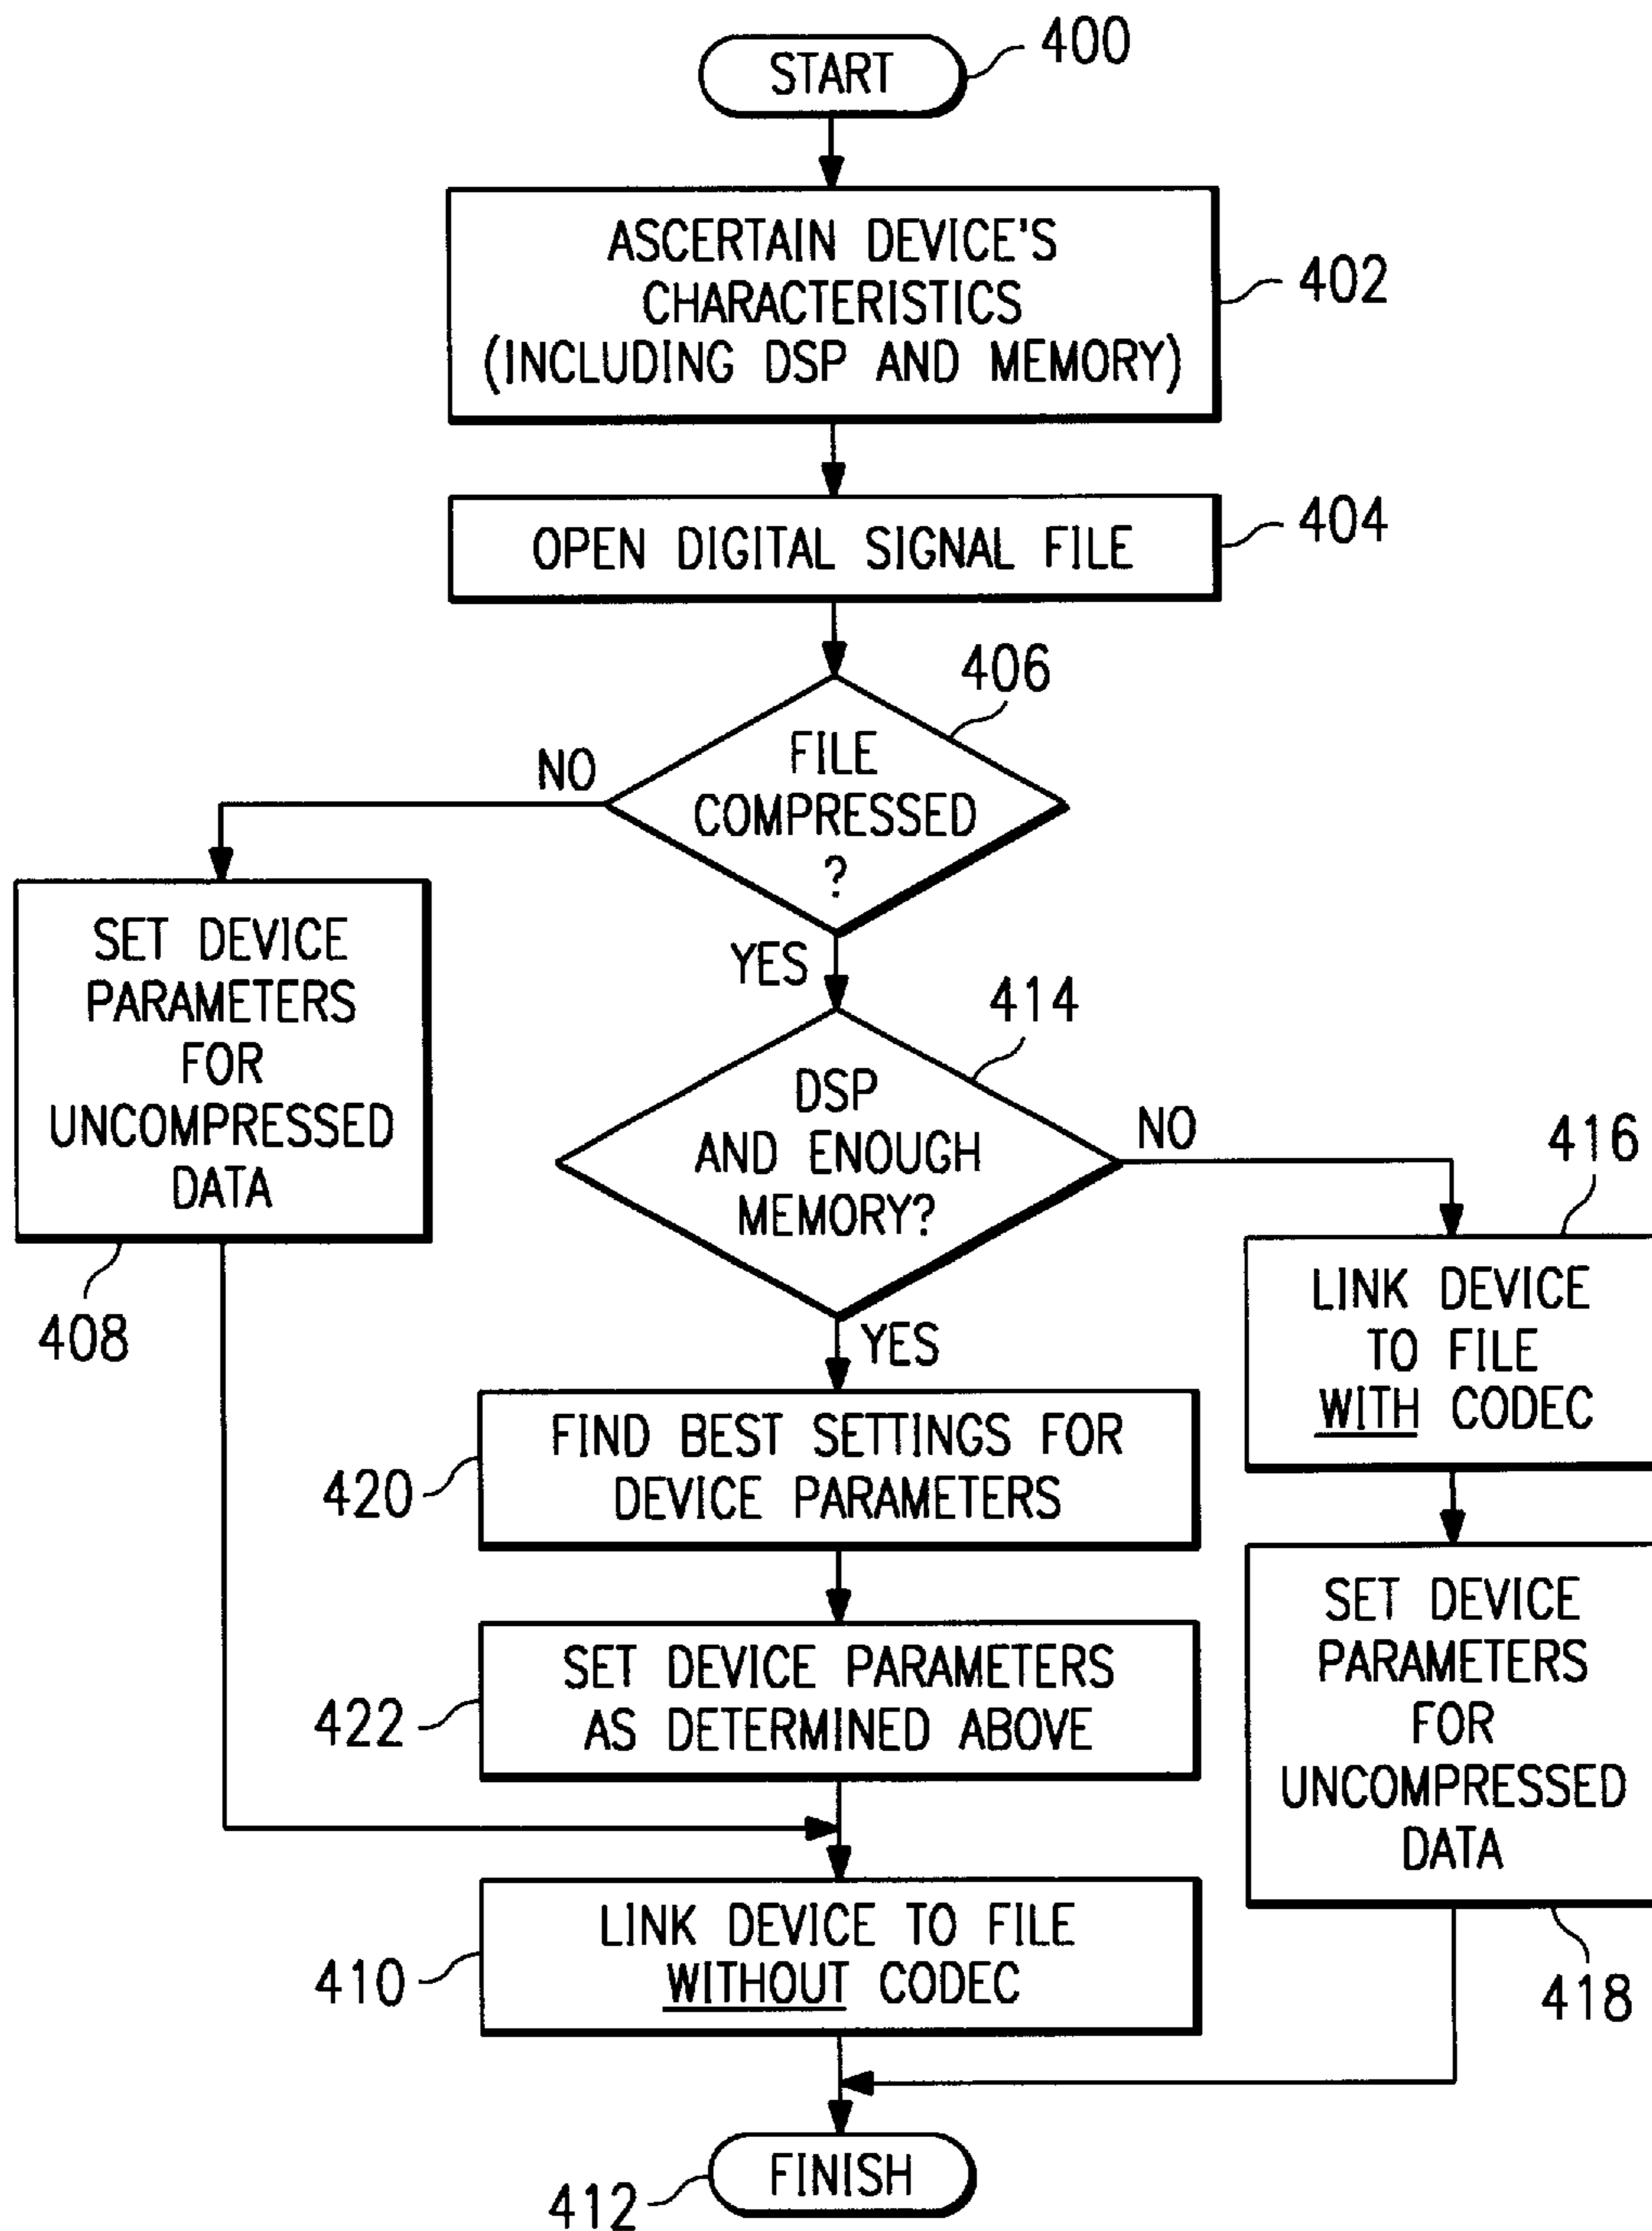 START
400
ASCERTAIN DEVICE'S
CHARACTERISTICS
(INCLUDING DSP AND MEMORY)
402
OPEN DIGITAL SIGNAL FILE
404
406
FILE
COMPRESSED
?
NO
YES
SET DEVICE
PARAMETERS
FOR
UNCOMPRESSED
DATA
408
414
DSP
AND ENOUGH
MEMORY?
NO
YES
416
LINK DEVICE
TO FILE
WITH CODEC
FIND BEST SETTINGS FOR
DEVICE PARAMETERS
420
SET DEVICE PARAMETERS
AS DETERMINED ABOVE
422
SET DEVICE
PARAMETERS
FOR
UNCOMPRESSED
DATA
418
LINK DEVICE TO FILE
WITHOUT CODEC
410
FINISH
412